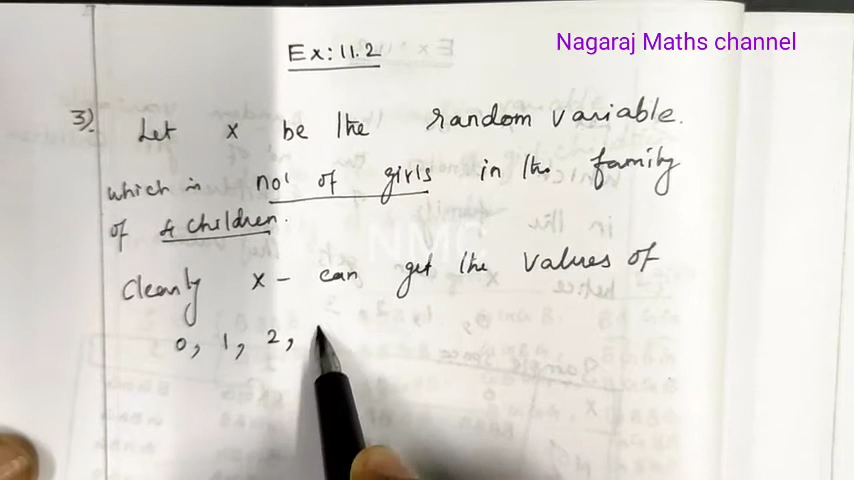 Ex: 11.2
Nagaraj Maths channel
3) Let x be the random variable.
which is no' of girls in the family
of 4 children.
NMC
Clearly x - can get the values of
0, 1, 2,